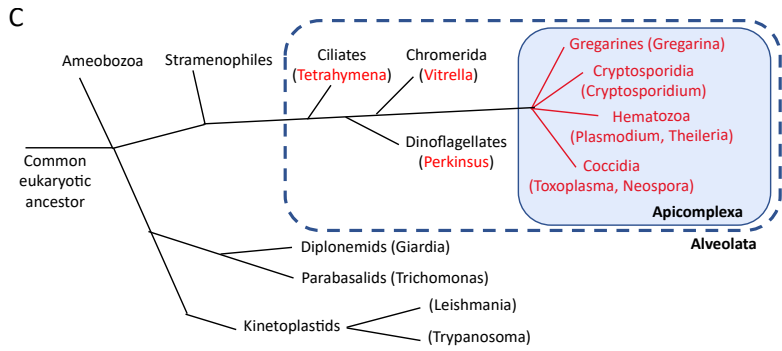 C
Ameobozoa
Stramenophiles
Ciliates
(Tetrahymena)
Chromerida
(Vitrella)
Gregarines (Gregarina)
Cryptosporidia
(Cryptosporidium)
Hematozoa
(Plasmodium, Theileria)
Coccidia
(Toxoplasma, Neospora)
Apicomplexa
Dinoflagellates
(Perkinsus)
Alveolata
Common
eukaryotic
ancestor
Diplonemids (Giardia)
Parabasalids (Trichomonas)
Kinetoplastids
(Leishmania)
(Trypanosoma)